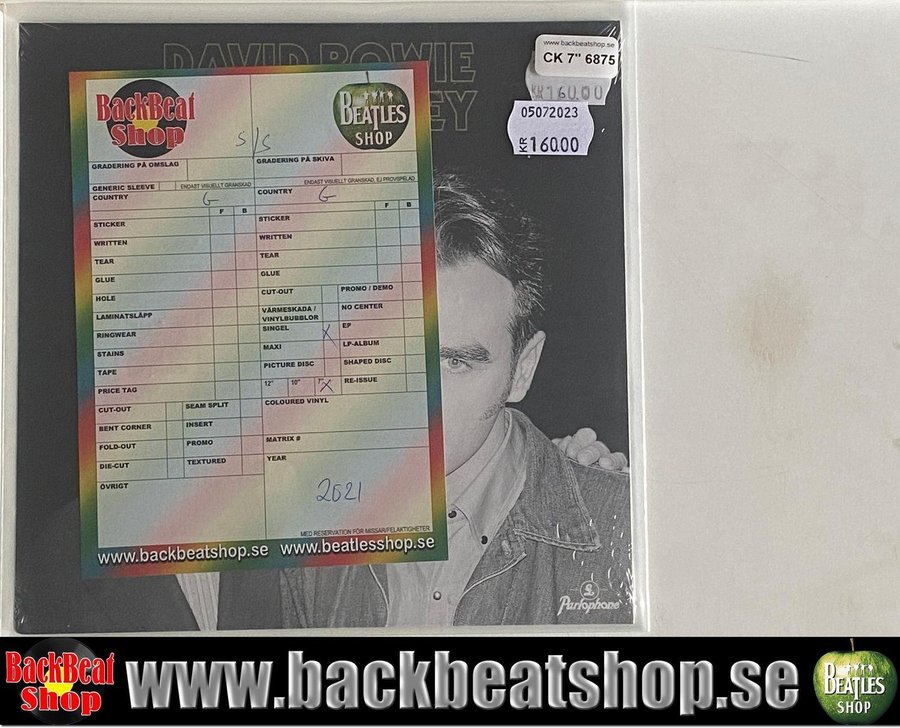 DAVID BOWIE
EY
www.backbeatshop.se
CK 7" 6875
KR 160.00
05072023
KR 160.00
BackBeat
Shop
BEATLES
SHOP
S/S
GRADERING PÅ OMSLAG
GRADERING PÅ SKIVA
GENERIC SLEEVE
ENDAST VISUELLT GRANSKAD
ENDAST VISUELLT GRANSKAD, EJ PROVSPELAD
COUNTRY G
COUNTRY G
F B
F B
STICKER
STICKER
WRITTEN
WRITTEN
TEAR
TEAR
GLUE
GLUE
HOLE
CUT-OUT
PROMO / DEMO
LAMINATSLÄPP
VÄRMESKADA /
VINYLBUBBLOR
NO CENTER
RINGWEAR
SINGEL X
EP
STAINS
MAXI
LP-ALBUM
TAPE
PICTURE DISC
SHAPED DISC
PRICE TAG
12" 10" 7" X
RE-ISSUE
CUT-OUT
SEAM SPLIT
COLOURED VINYL
BENT CORNER
INSERT
FOLD-OUT
PROMO
MATRIX #
DIE-CUT
TEXTURED
YEAR
ÖVRIGT
2021
MED RESERVATION FÖR MISSAR/FELAKTIGHETER
www.backbeatshop.se www.beatlesshop.se
Parlophone
BackBeat
Shop
www.backbeatshop.se
BEATLES
SHOP